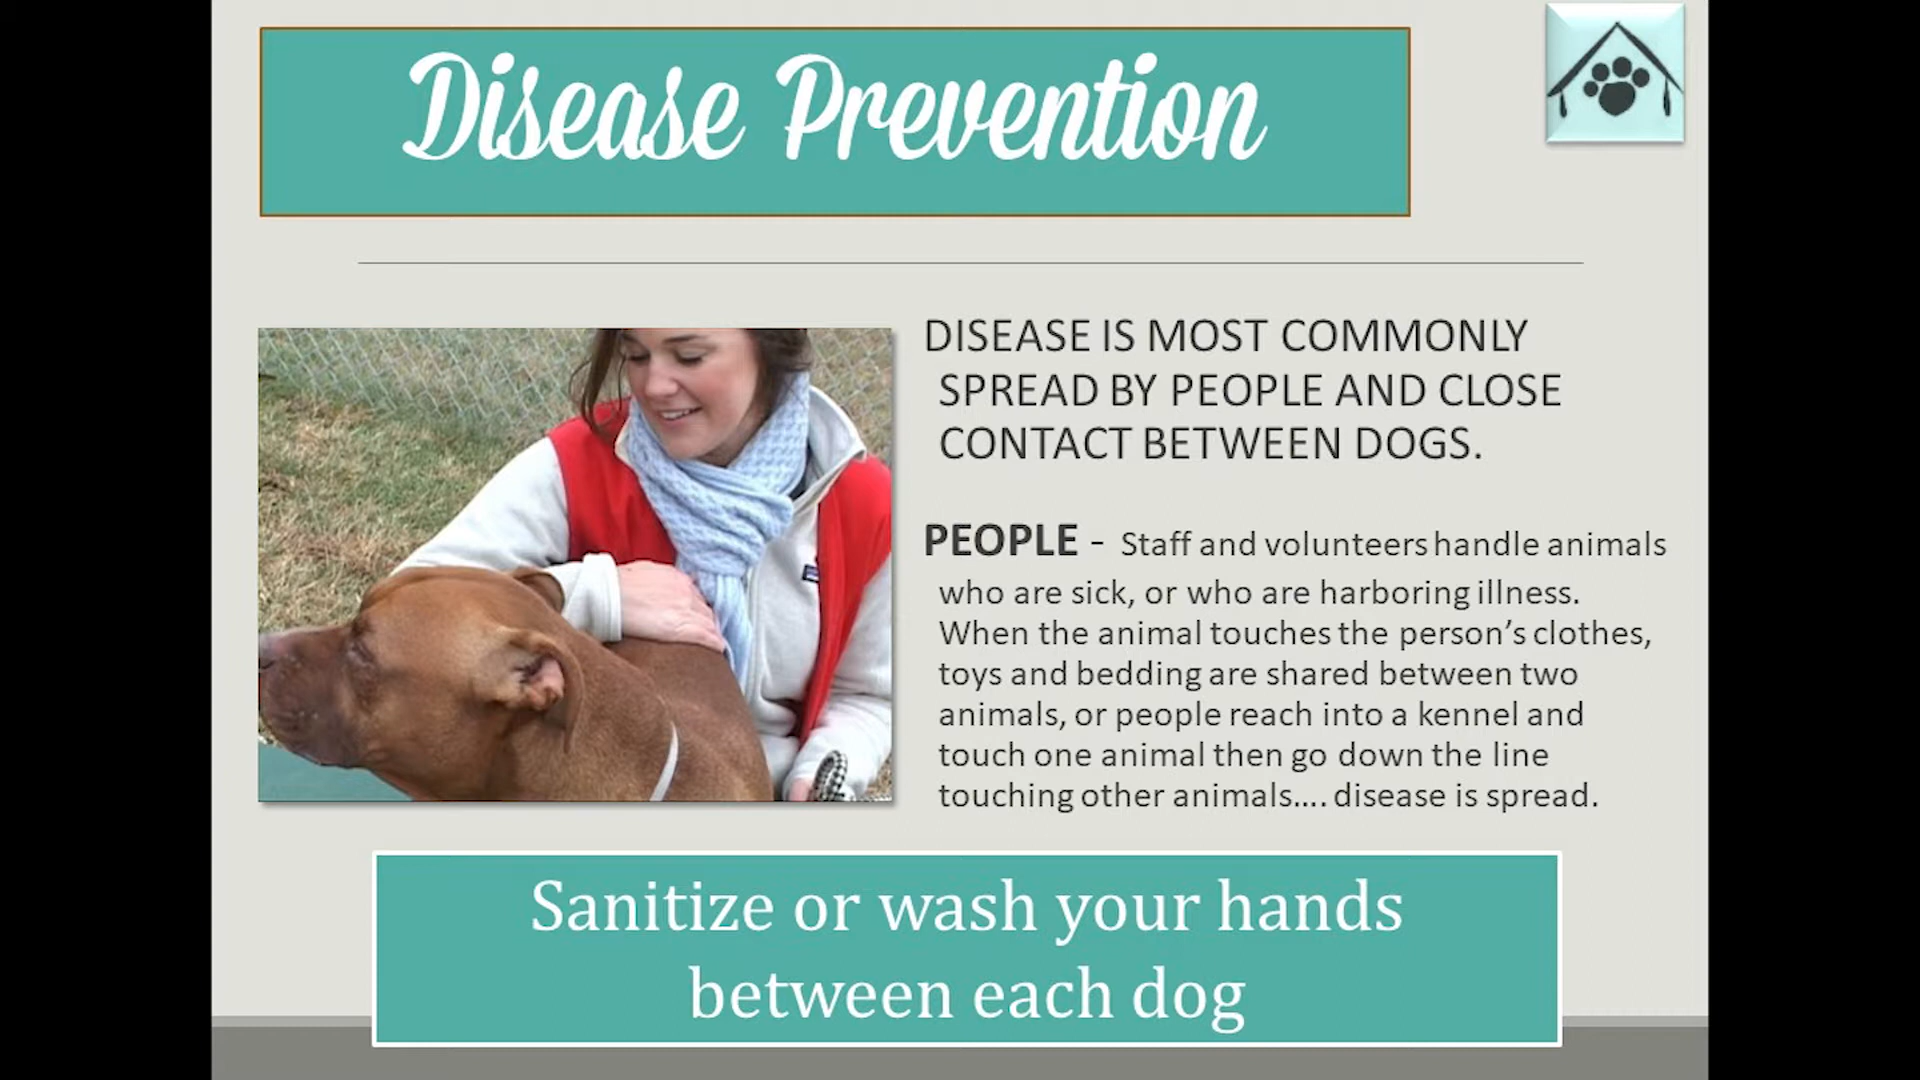 Disease Prevention
DISEASE IS MOST COMMONLY
SPREAD BY PEOPLE AND CLOSE
CONTACT BETWEEN DOGS.
PEOPLE - Staff and volunteers handle animals
who are sick, or who are harboring illness.
When the animal touches the person’s clothes,
toys and bedding are shared between two
animals, or people reach into a kennel and
touch one animal then go down the line
touching other animals.... disease is spread.
Sanitize or wash your hands
between each dog